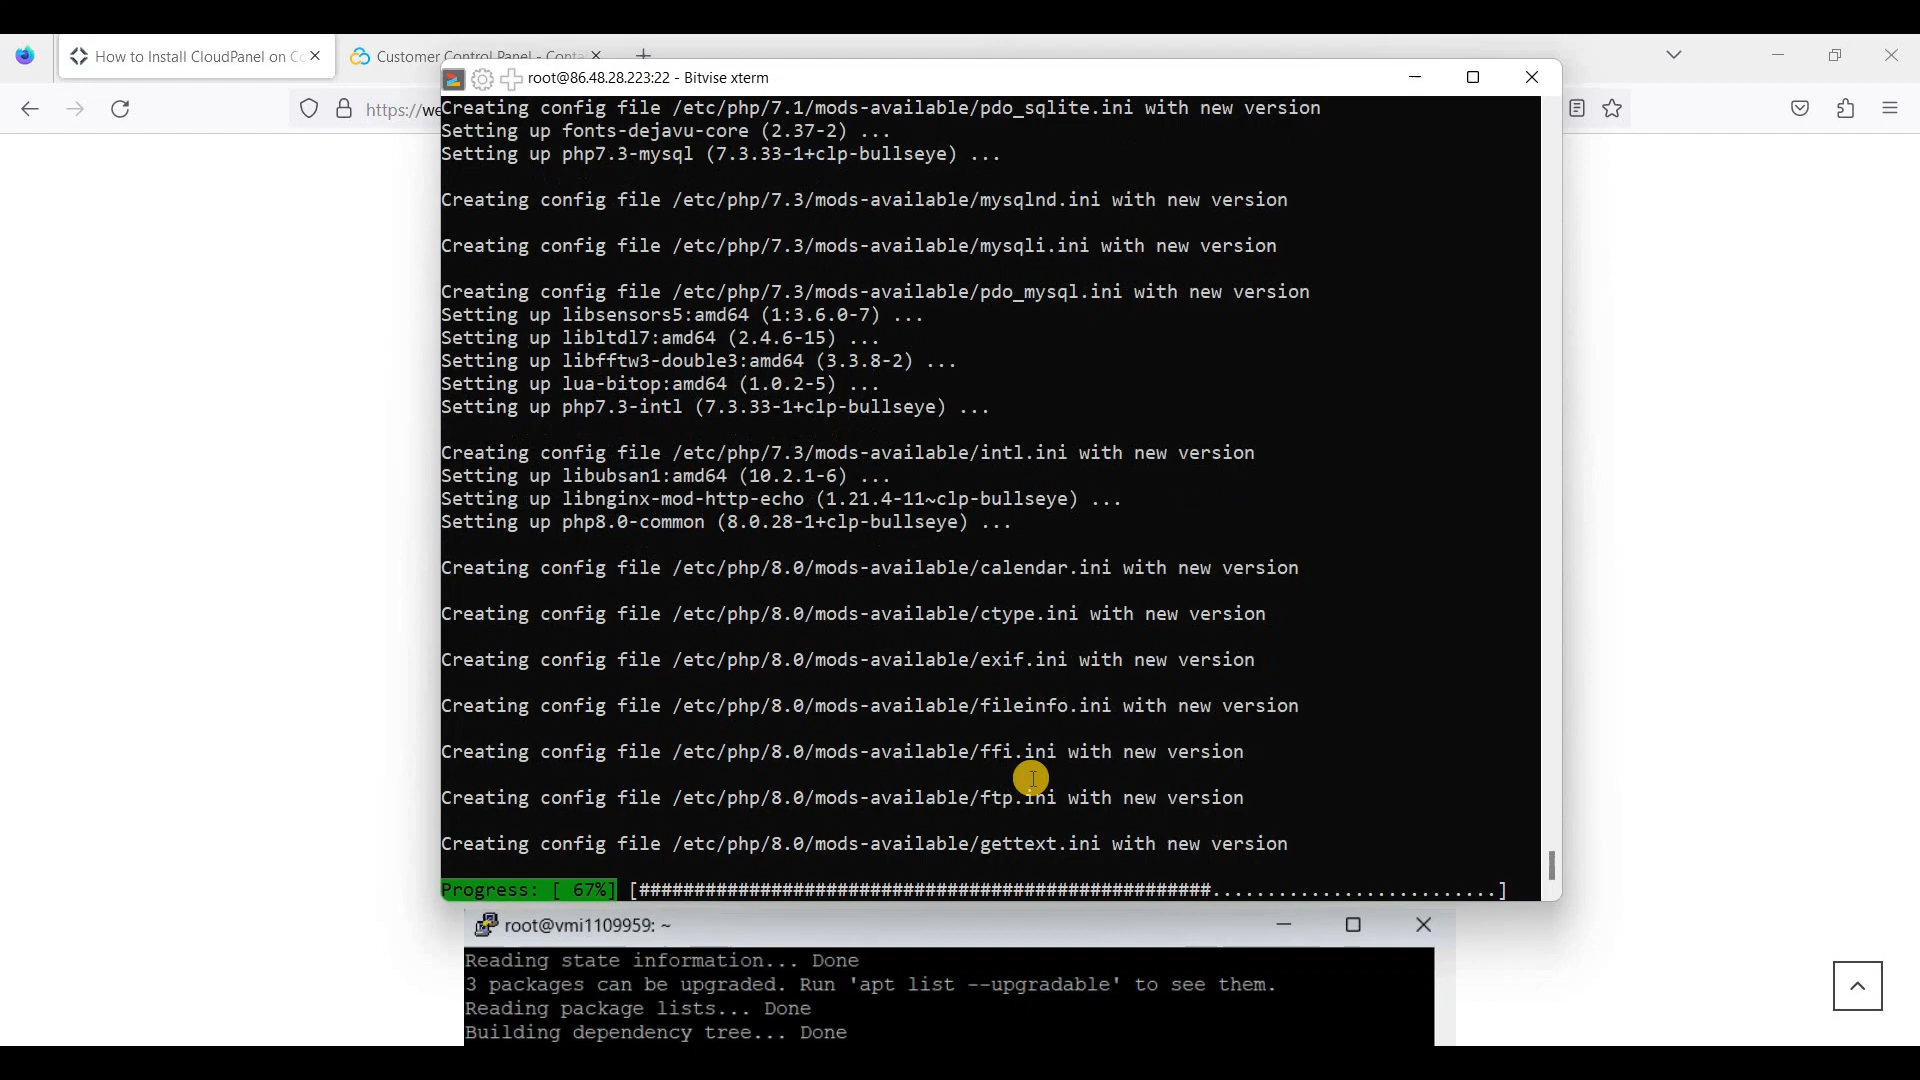 How to Install CloudPanel on Co
Customer Control Panel - Conta
https://we
root@86.48.28.223:22 - Bitvise xterm
Creating config file /etc/php/7.1/mods-available/pdo_sqlite.ini with new version
Setting up fonts-dejavu-core (2.37-2) ...
Setting up php7.3-mysql (7.3.33-1+clp-bullseye) ...
Creating config file /etc/php/7.3/mods-available/mysqlnd.ini with new version
Creating config file /etc/php/7.3/mods-available/mysqli.ini with new version
Creating config file /etc/php/7.3/mods-available/pdo_mysql.ini with new version
Setting up libsensors5:amd64 (1:3.6.0-7) ...
Setting up libltdl7:amd64 (2.4.6-15) ...
Setting up libfftw3-double3:amd64 (3.3.8-2) ...
Setting up lua-bitop:amd64 (1.0.2-5) ...
Setting up php7.3-intl (7.3.33-1+clp-bullseye) ...
Creating config file /etc/php/7.3/mods-available/intl.ini with new version
Setting up libubsan1:amd64 (10.2.1-6) ...
Setting up libnginx-mod-http-echo (1.21.4-11~clp-bullseye) ...
Setting up php8.0-common (8.0.28-1+clp-bullseye) ...
Creating config file /etc/php/8.0/mods-available/calendar.ini with new version
Creating config file /etc/php/8.0/mods-available/ctype.ini with new version
Creating config file /etc/php/8.0/mods-available/exif.ini with new version
Creating config file /etc/php/8.0/mods-available/fileinfo.ini with new version
Creating config file /etc/php/8.0/mods-available/ffi.ini with new version
Creating config file /etc/php/8.0/mods-available/ftp.ini with new version
Creating config file /etc/php/8.0/mods-available/gettext.ini with new version
Progress: [ 67%] [####################################################..........................]
root@vmi1109959: ~
Reading state information... Done
3 packages can be upgraded. Run 'apt list --upgradable' to see them.
Reading package lists... Done
Building dependency tree... Done